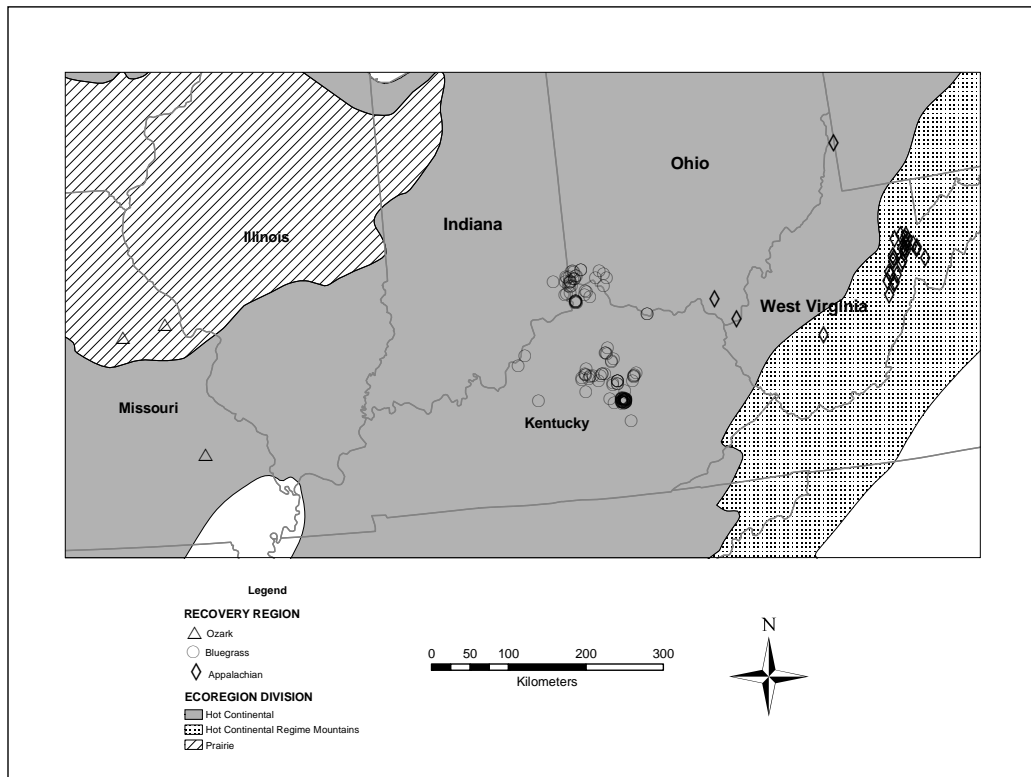 Ohio
Indiana
Illinois
West Virginia
Missouri
Kentucky
Legend
RECOVERY REGION
Ozark
Bluegrass
Appalachian
ECOREGION DIVISION
Hot Continental
Hot Continental Regime Mountains
Prairie
0 50 100 200 300
Kilometers
N